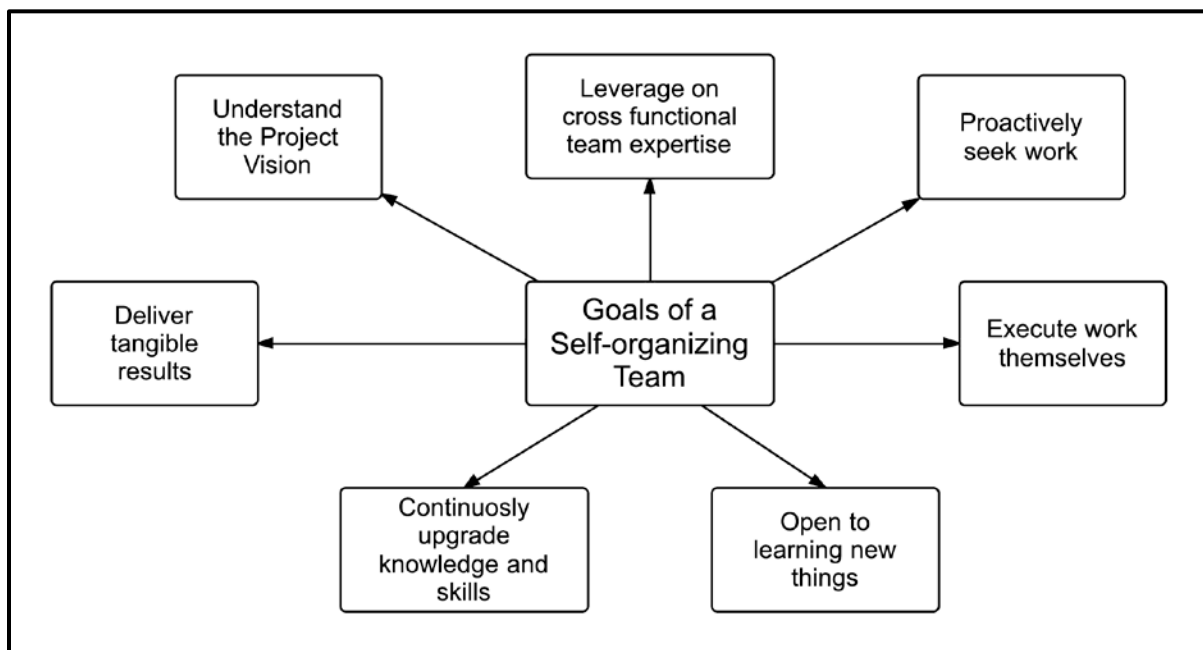 Understand
the Project
Vision
Leverage on
cross functional
team expertise
Proactively
seek work
Deliver
tangible
results
Goals of a
Self-organizing
Team
Execute work
themselves
Continuosly
upgrade
knowledge and
skills
Open to
learning new
things